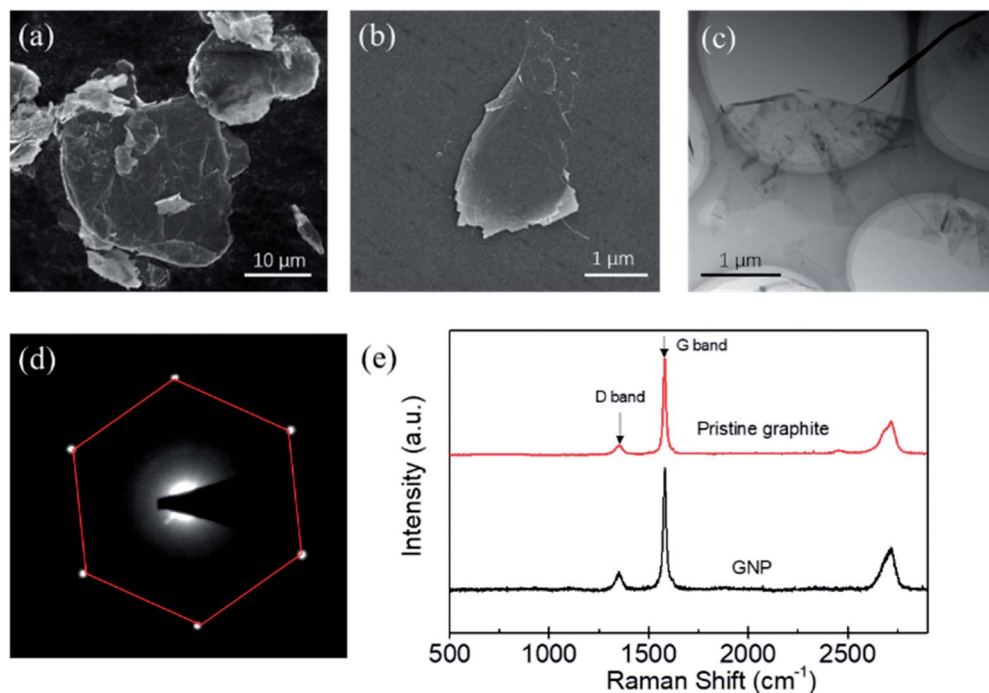 (a)
10 µm
(b)
1 µm
(c)
1 µm
(d)
(e)
G band
D band
Pristine graphite
GNP
Intensity (a.u.)
500 1000 1500 2000 2500
Raman Shift (cm⁻¹)